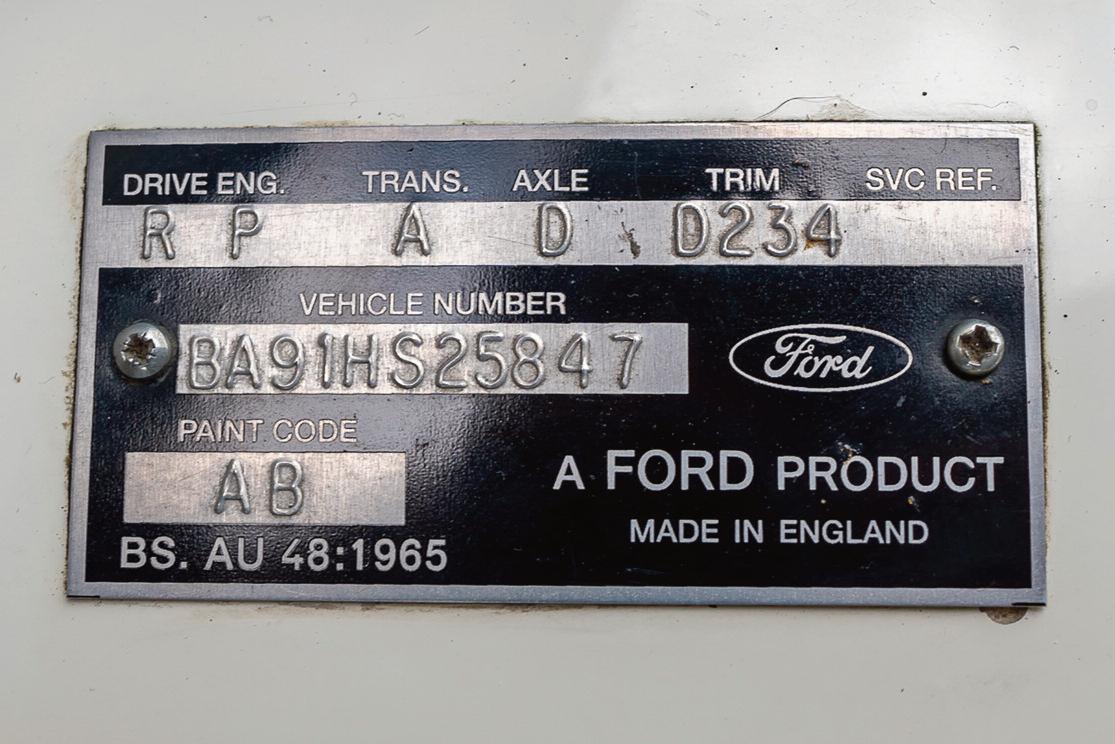 DRIVE ENG. TRANS. AXLE TRIM SVC REF.
R P A D D234
VEHICLE NUMBER
BA91HS25847
Ford
PAINT CODE
AB
A FORD PRODUCT
MADE IN ENGLAND
BS. AU 48:1965